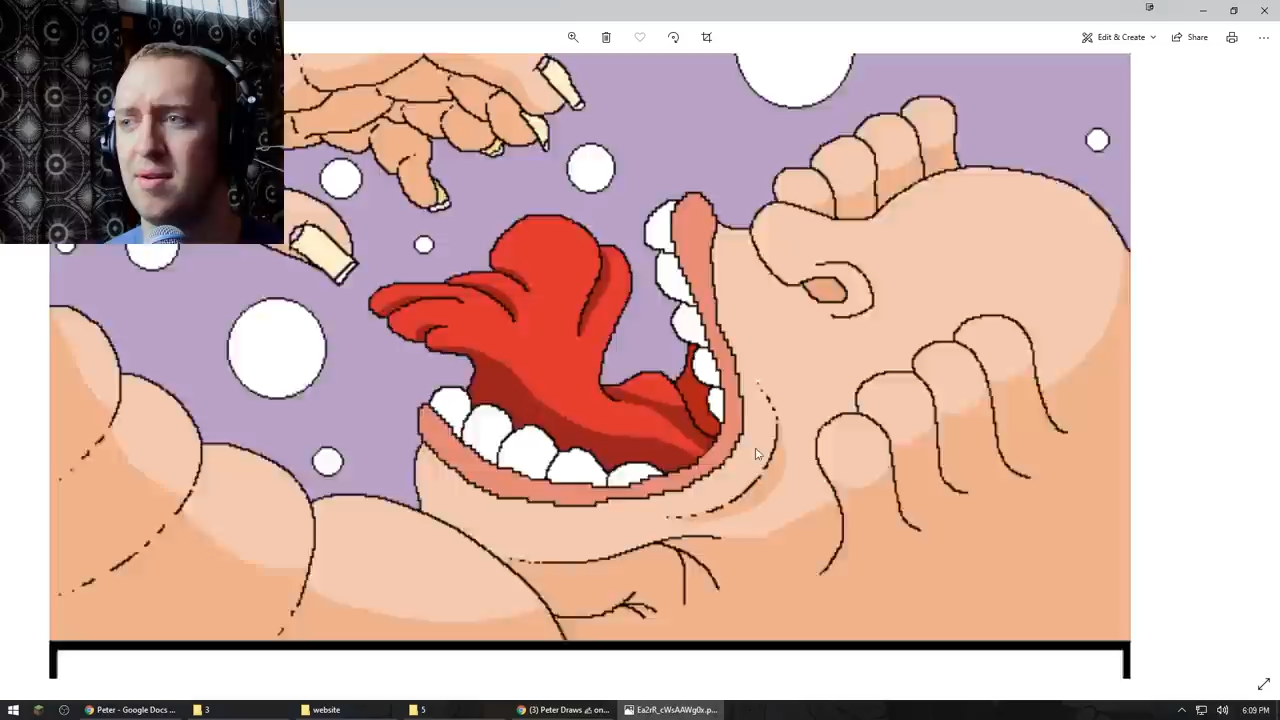 Edit & Create
Share
Peter - Google Docs ...
3
website
5
(3) Peter Draws ✍ on...
Ea2rR_cWsAAWg0x.p...
6:09 PM